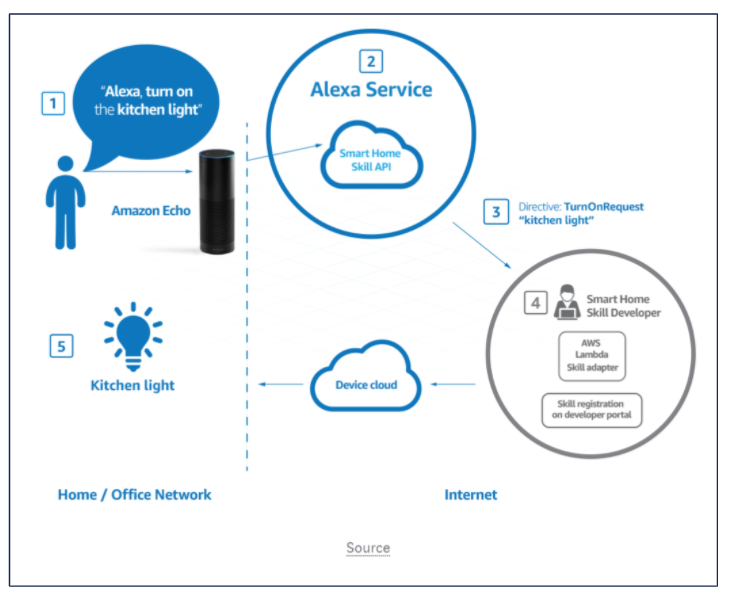 1
“Alexa, turn on
the kitchen light”
Amazon Echo
2
Alexa Service
Smart Home
Skill API
3
Directive: TurnOnRequest
“kitchen light”
4
Smart Home
Skill Developer
AWS
Lambda
Skill adapter
Skill registration
on developer portal
Device cloud
5
Kitchen light
Home / Office Network
Internet
Source